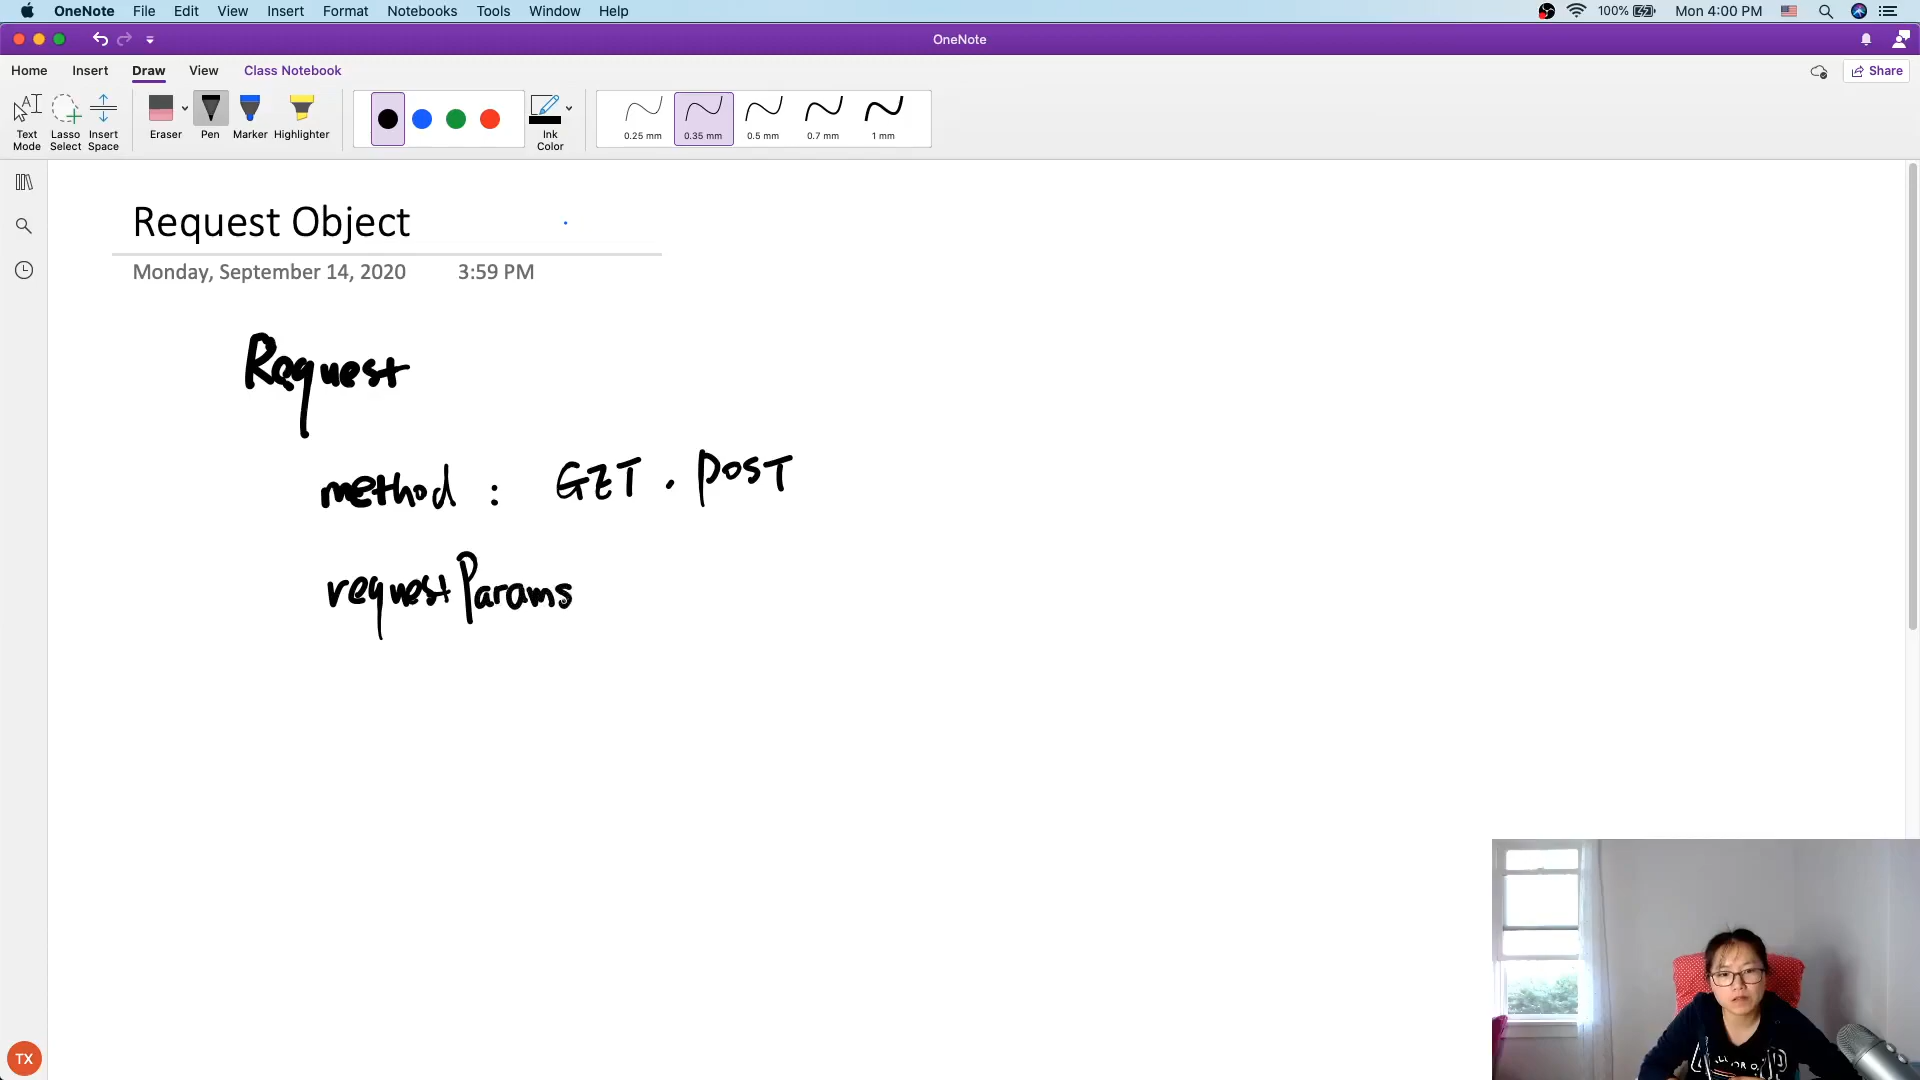 OneNote File Edit View Insert Format Notebooks Tools Window Help 100% Mon 4:00 PM
OneNote
Home Insert Draw View Class Notebook Share
Text Mode Lasso Select Insert Space Eraser Pen Marker Highlighter Ink Color 0.25 mm 0.35 mm 0.5 mm 0.7 mm 1 mm
Request Object
Monday, September 14, 2020 3:59 PM
Request
method : GET . POST
requestParams
TX